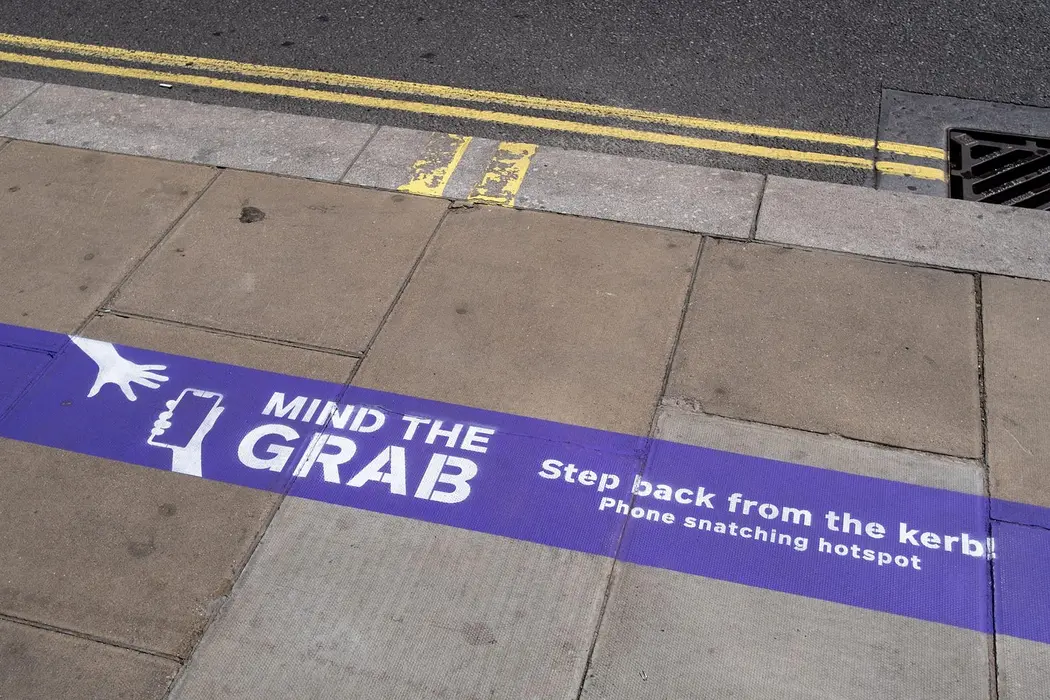 MIND THE
GRAB
Step back from the kerb!
Phone snatching hotspot